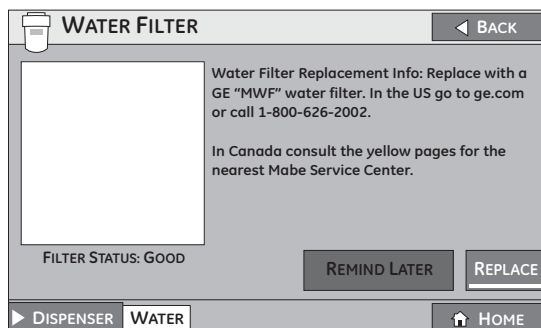 WATER FILTER
BACK
Water Filter Replacement Info: Replace with a
GE “MWF” water filter. In the US go to ge.com
or call 1-800-626-2002.
In Canada consult the yellow pages for the
nearest Mabe Service Center.
FILTER STATUS: GOOD
REMIND LATER
REPLACE
DISPENSER
WATER
HOME